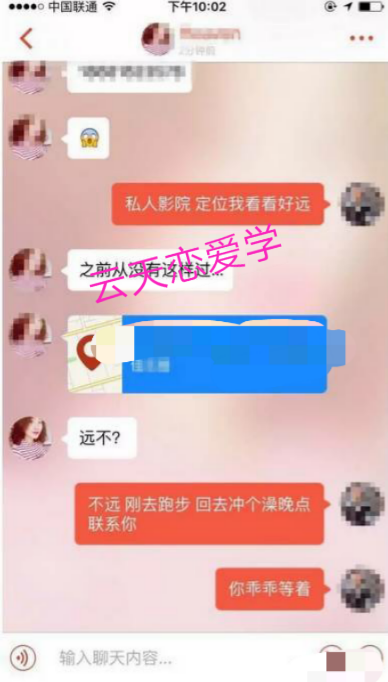 中国联通 下午10:02
2分钟前
私人影院 定位我看看好远
之前从没有这样过...
云天恋爱学
远不?
不远 刚去跑步 回去冲个澡晚点
联系你
你乖乖等着
输入聊天内容...